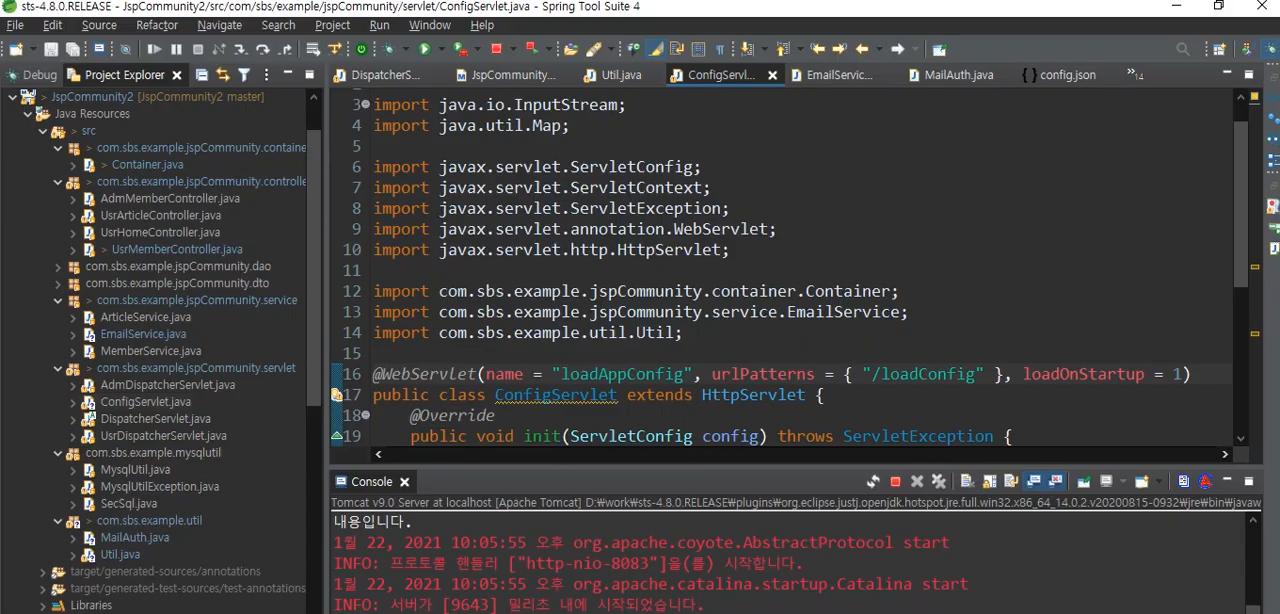 sts-4.8.0.RELEASE - JspCommunity2/src/com/sbs/example/jspCommunity/servlet/ConfigServlet.java - Spring Tool Suite 4
File Edit Source Refactor Navigate Search Project Run Window Help
Debug Project Explorer
DispatcherS... JspCommunity... Util.java ConfigServl... EmailServic... MailAuth.java config.json »14
JspCommunity2 [JspCommunity2 master]
Java Resources
> src
> com.sbs.example.jspCommunity.containe
> Container.java
> com.sbs.example.jspCommunity.controlle
AdmMemberController.java
UsrArticleController.java
UsrHomeController.java
> UsrMemberController.java
com.sbs.example.jspCommunity.dao
com.sbs.example.jspCommunity.dto
> com.sbs.example.jspCommunity.service
ArticleService.java
EmailService.java
MemberService.java
> com.sbs.example.jspCommunity.servlet
AdmDispatcherServlet.java
ConfigServlet.java
DispatcherServlet.java
UsrDispatcherServlet.java
com.sbs.example.mysqlutil
MysqlUtil.java
MysqlUtilException.java
SecSql.java
> com.sbs.example.util
MailAuth.java
Util.java
target/generated-sources/annotations
target/generated-test-sources/test-annotations
Libraries
3 import java.io.InputStream;
4 import java.util.Map;
5
6 import javax.servlet.ServletConfig;
7 import javax.servlet.ServletContext;
8 import javax.servlet.ServletException;
9 import javax.servlet.annotation.WebServlet;
10 import javax.servlet.http.HttpServlet;
11
12 import com.sbs.example.jspCommunity.container.Container;
13 import com.sbs.example.jspCommunity.service.EmailService;
14 import com.sbs.example.util.Util;
15
16 @WebServlet(name = "loadAppConfig", urlPatterns = { "/loadConfig" }, loadOnStartup = 1)
17 public class ConfigServlet extends HttpServlet {
18 @Override
19 public void init(ServletConfig config) throws ServletException {
Console
Tomcat v9.0 Server at localhost [Apache Tomcat] D:₩work₩sts-4.8.0.RELEASE₩plugins₩org.eclipse.justj.openjdk.hotspot.jre.full.win32.x86_64_14.0.2.v20200815-0932₩jre₩bin₩javaw
내용입니다.
1월 22, 2021 10:05:55 오후 org.apache.coyote.AbstractProtocol start
INFO: 프로토콜 핸들러 ["http-nio-8083"]을(를) 시작합니다.
1월 22, 2021 10:05:55 오후 org.apache.catalina.startup.Catalina start
INFO: 서버가 [9643] 밀리초 내에 시작되었습니다.